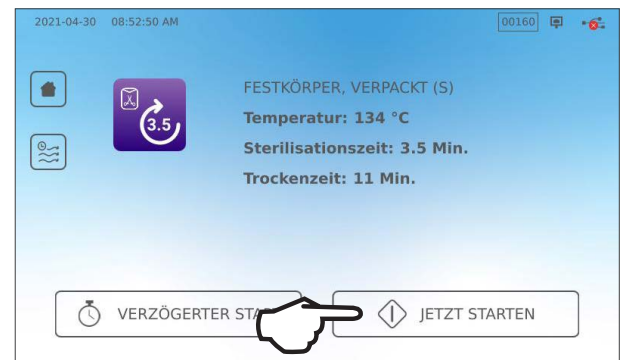 2021-04-30 08:52:50 AM 00160
FESTKÖRPER, VERPACKT (S)
3.5
Temperatur: 134 °C
Sterilisationszeit: 3.5 Min.
Trockenzeit: 11 Min.
VERZÖGERTER STA JETZT STARTEN